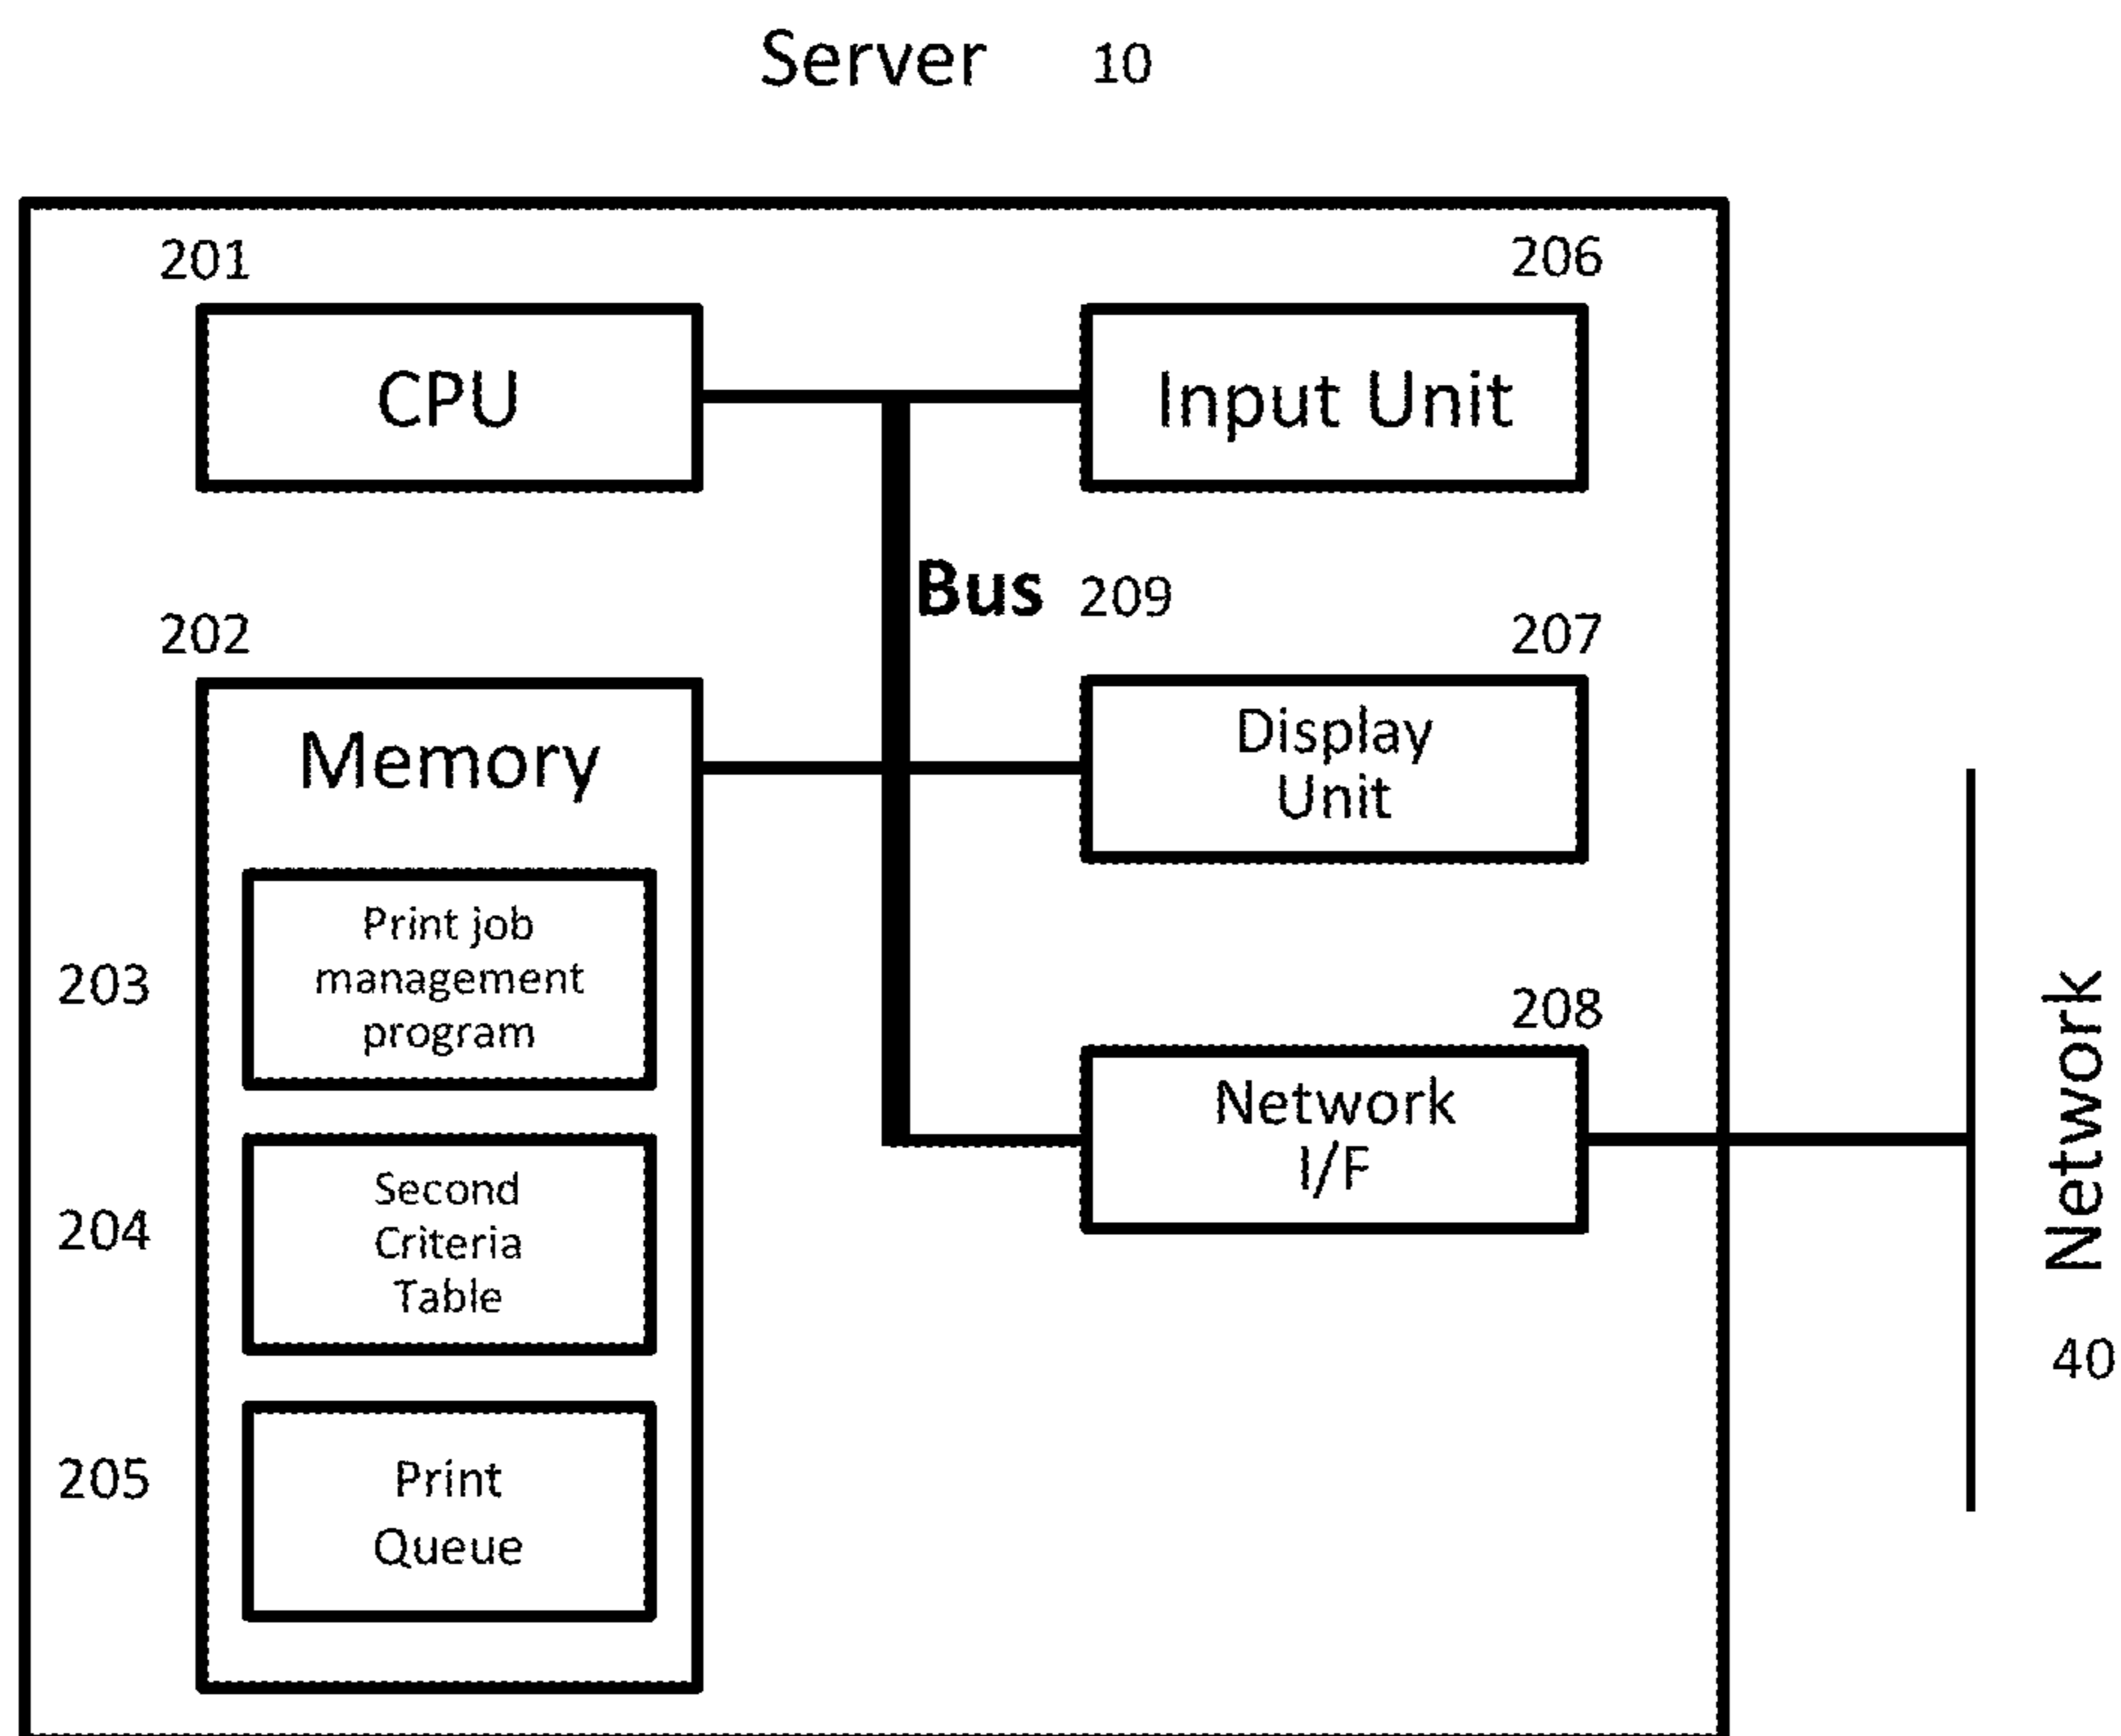 Server 10
201
206
CPU
Input Unit
Bus 209
202
207
Memory
Display
Unit
Print job
management
program
203
208
Network
I/F
Second
Criteria
Table
204
Print
Queue
205
Network
40